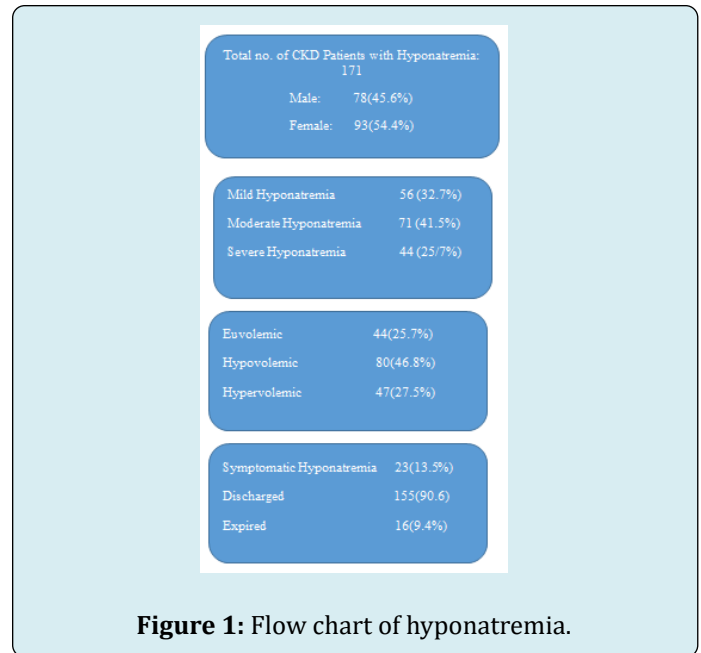 Total no. of CKD Patients with Hyponatremia:
171
Male: 78(45.6%)
Female: 93(54.4%)
Mild Hyponatremia 56 (32.7%)
Moderate Hyponatremia 71 (41.5%)
Severe Hyponatremia 44 (25/7%)
Euvolemic 44(25.7%)
Hypovolemic 80(46.8%)
Hypervolemic 47(27.5%)
Symptomatic Hyponatremia 23(13.5%)
Discharged 155(90.6)
Expired 16(9.4%)
Figure 1: Flow chart of hyponatremia.